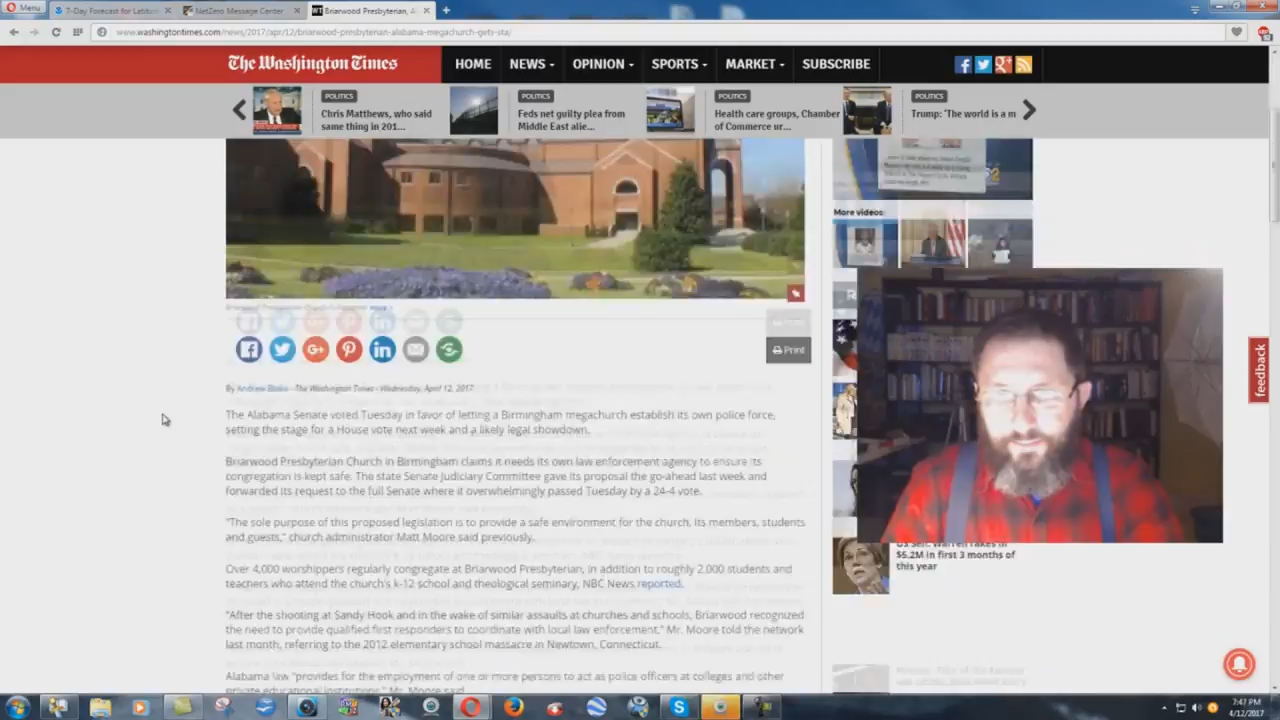 Menu
7-Day Forecast for Latitud
NetZero Message Center
Briarwood Presbyterian, A
www.washingtontimes.com/news/2017/apr/12/briarwood-presbyterian-alabama-megachurch-gets-sta/
The Washington Times
HOME
NEWS
OPINION
SPORTS
MARKET
SUBSCRIBE
POLITICS
Chris Matthews, who said
same thing in 201...
POLITICS
Feds net guilty plea from
Middle East alie...
POLITICS
Health care groups, Chamber
of Commerce ur...
POLITICS
Trump: 'The world is a m
More videos:
Print
By Andrew Blake - The Washington Times - Wednesday, April 12, 2017
The Alabama Senate voted Tuesday in favor of letting a Birmingham megachurch establish its own police force,
setting the stage for a House vote next week and a likely legal showdown.
Briarwood Presbyterian Church in Birmingham claims it needs its own law enforcement agency to ensure its
congregation is kept safe. The state Senate Judiciary Committee gave its proposal the go-ahead last week and
forwarded its request to the full Senate where it overwhelmingly passed Tuesday by a 24-4 vote.
"The sole purpose of this proposed legislation is to provide a safe environment for the church, its members, students
and guests," church administrator Matt Moore said previously.
Over 4,000 worshippers regularly congregate at Briarwood Presbyterian, in addition to roughly 2,000 students and
teachers who attend the church's k-12 school and theological seminary, NBC News reported.
"After the shooting at Sandy Hook and in the wake of similar assaults at churches and schools, Briarwood recognized
the need to provide qualified first responders to coordinate with local law enforcement," Mr. Moore told the network
last month, referring to the 2012 elementary school massacre in Newtown, Connecticut.
Alabama law "provides for the employment of one or more persons to act as police officers at colleges and other
private educational institutions," Mr. Moore said
$5.2M in first 3 months of
this year
feedback
7:47 PM
4/12/2017